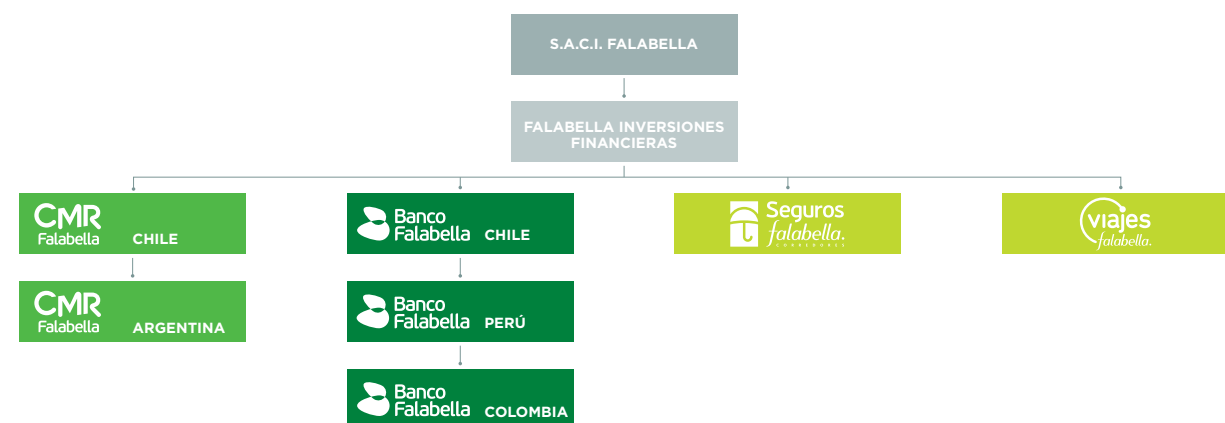 S.A.C.I. FALABELLA
FALABELLA INVERSIONES
FINANCIERAS
CMR
Falabella CHILE
Banco
Falabella CHILE
Seguros
falabella.
CORREDORES
viajes
falabella.
CMR
Falabella ARGENTINA
Banco
Falabella PERÚ
Banco
Falabella COLOMBIA